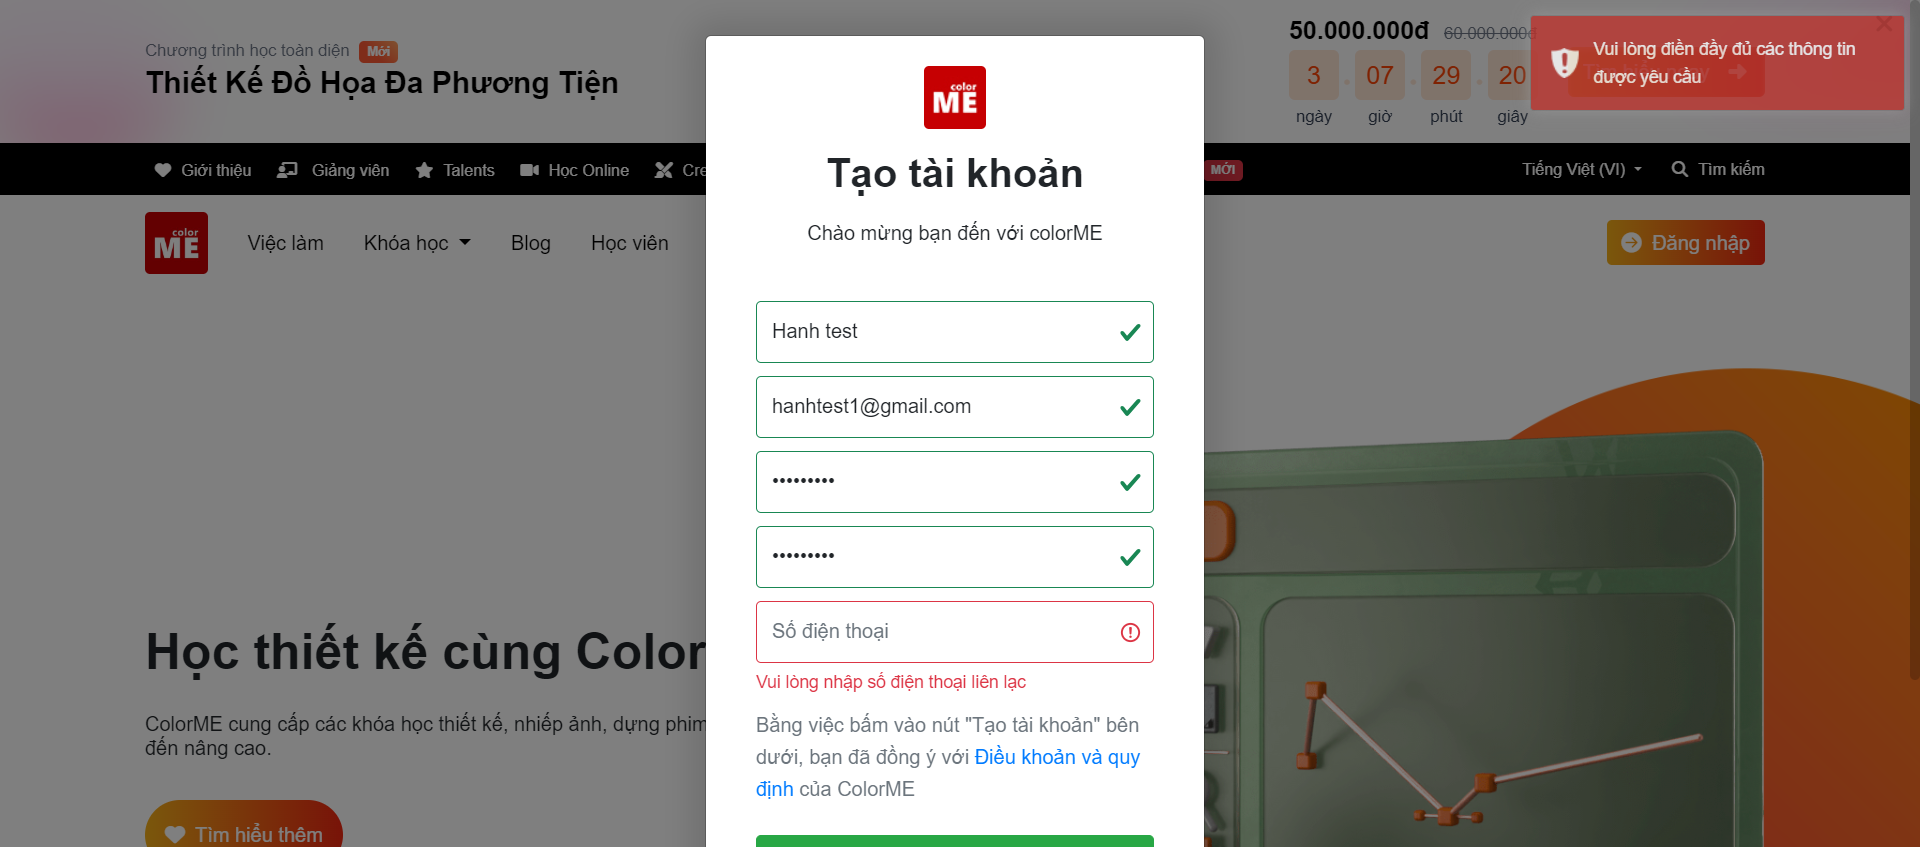 Chương trình học toàn diện Mới
Thiết Kế Đồ Họa Đa Phương Tiện
50.000.000đ 60.000.000đ
3 . 07 . 29 . 20
ngày giờ phút giây
Vui lòng điền đầy đủ các thông tin
được yêu cầu
Giới thiệu Giảng viên Talents Học Online Cre
MỚI
Tiếng Việt (VI) Tìm kiếm
color
ME
Việc làm Khóa học Blog Học viên
Đăng nhập
Học thiết kế cùng Color
ColorME cung cấp các khóa học thiết kế, nhiếp ảnh, dựng phim
đến nâng cao.
Tìm hiểu thêm
color
ME
Tạo tài khoản
Chào mừng bạn đến với colorME
Hanh test
hanhtest1@gmail.com
•••••••••
•••••••••
Số điện thoại
Vui lòng nhập số điện thoại liên lạc
Bằng việc bấm vào nút "Tạo tài khoản" bên
dưới, bạn đã đồng ý với Điều khoản và quy
định của ColorME